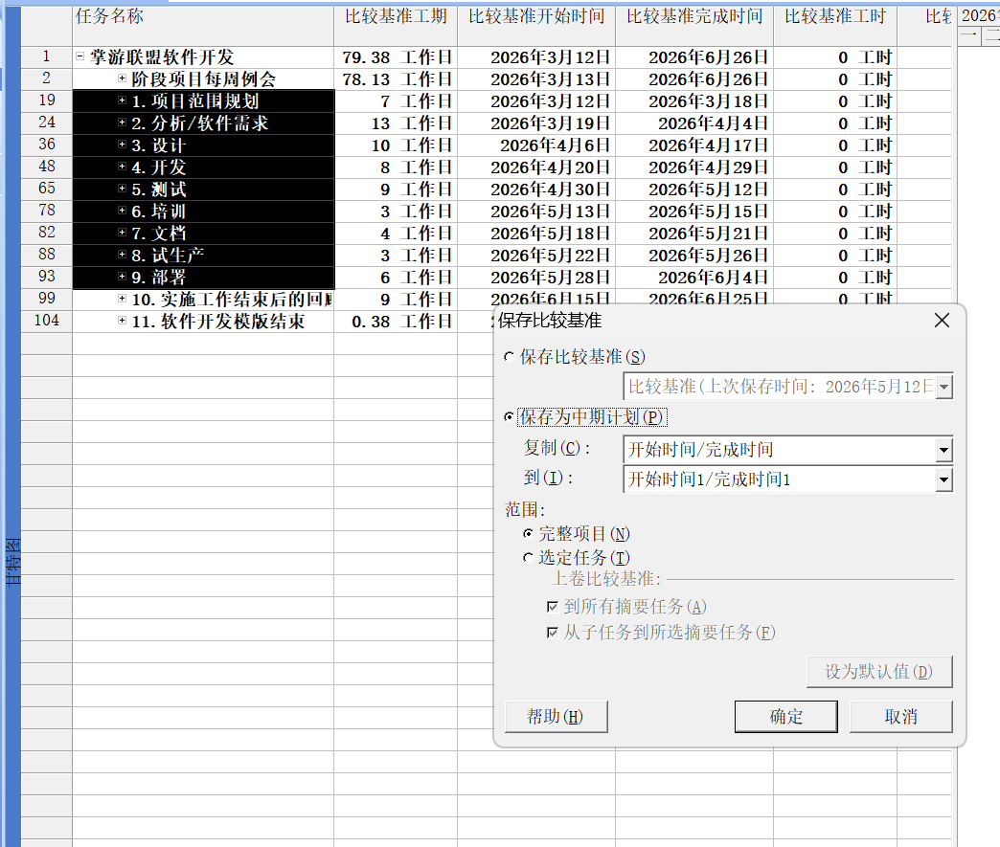 任务名称 比较基准工期 比较基准开始时间 比较基准完成时间 比较基准工时 2026
一 二
1 掌游联盟软件开发 79.38 工作日 2026年3月12日 2026年6月26日 0 工时
2 阶段项目每周例会 78.13 工作日 2026年3月13日 2026年6月26日 0 工时
19 1. 项目范围规划 7 工作日 2026年3月12日 2026年3月18日 0 工时
24 2. 分析/软件需求 13 工作日 2026年3月19日 2026年4月4日 0 工时
36 3. 设计 10 工作日 2026年4月6日 2026年4月17日 0 工时
48 4. 开发 8 工作日 2026年4月20日 2026年4月29日 0 工时
65 5. 测试 9 工作日 2026年4月30日 2026年5月12日 0 工时
78 6. 培训 3 工作日 2026年5月13日 2026年5月15日 0 工时
82 7. 文档 4 工作日 2026年5月18日 2026年5月21日 0 工时
88 8. 试生产 3 工作日 2026年5月22日 2026年5月26日 0 工时
93 9. 部署 6 工作日 2026年5月28日 2026年6月4日 0 工时
99 10. 实施工作结束后的回 9 工作日 2026年6月15日 2026年6月25日 0 工时
104 11. 软件开发模版结束 0.38 工作日
甘特图
保存比较基准
保存比较基准(S)
比较基准(上次保存时间: 2026年5月12日
保存为中期计划(P)
复制(C): 开始时间/完成时间
到(I): 开始时间1/完成时间1
范围:
完整项目(N)
选定任务(T)
上卷比较基准:
到所有摘要任务(A)
从子任务到所选摘要任务(F)
设为默认值(D)
帮助(H) 确定 取消